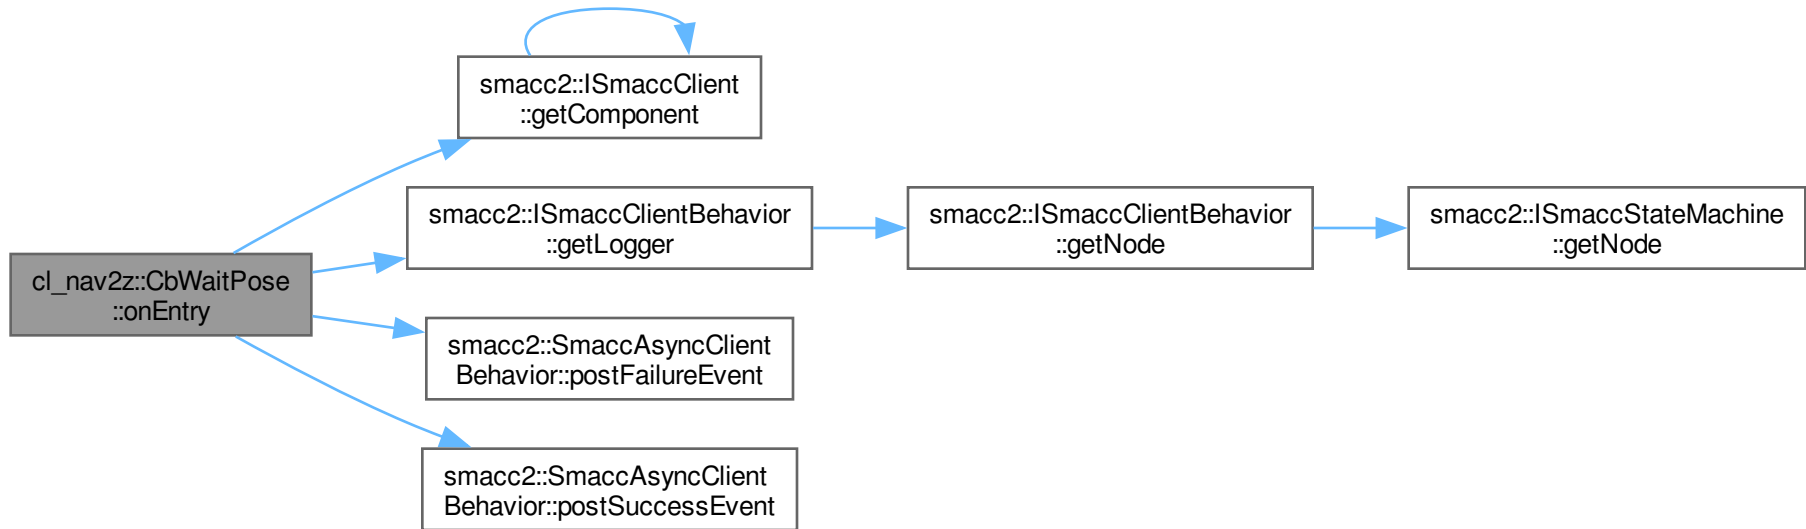 smacc2::ISmaccClient
::getComponent
smacc2::ISmaccClientBehavior
::getLogger
smacc2::ISmaccClientBehavior
::getNode
smacc2::ISmaccStateMachine
::getNode
cl_nav2z::CbWaitPose
::onEntry
smacc2::SmaccAsyncClient
Behavior::postFailureEvent
smacc2::SmaccAsyncClient
Behavior::postSuccessEvent